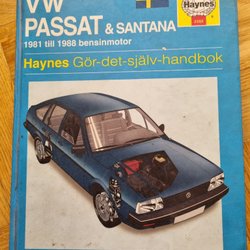 VW
PASSAT & SANTANA
1981 till 1988 bensinmotor
Haynes
Haynes Gör-det-själv-handbok